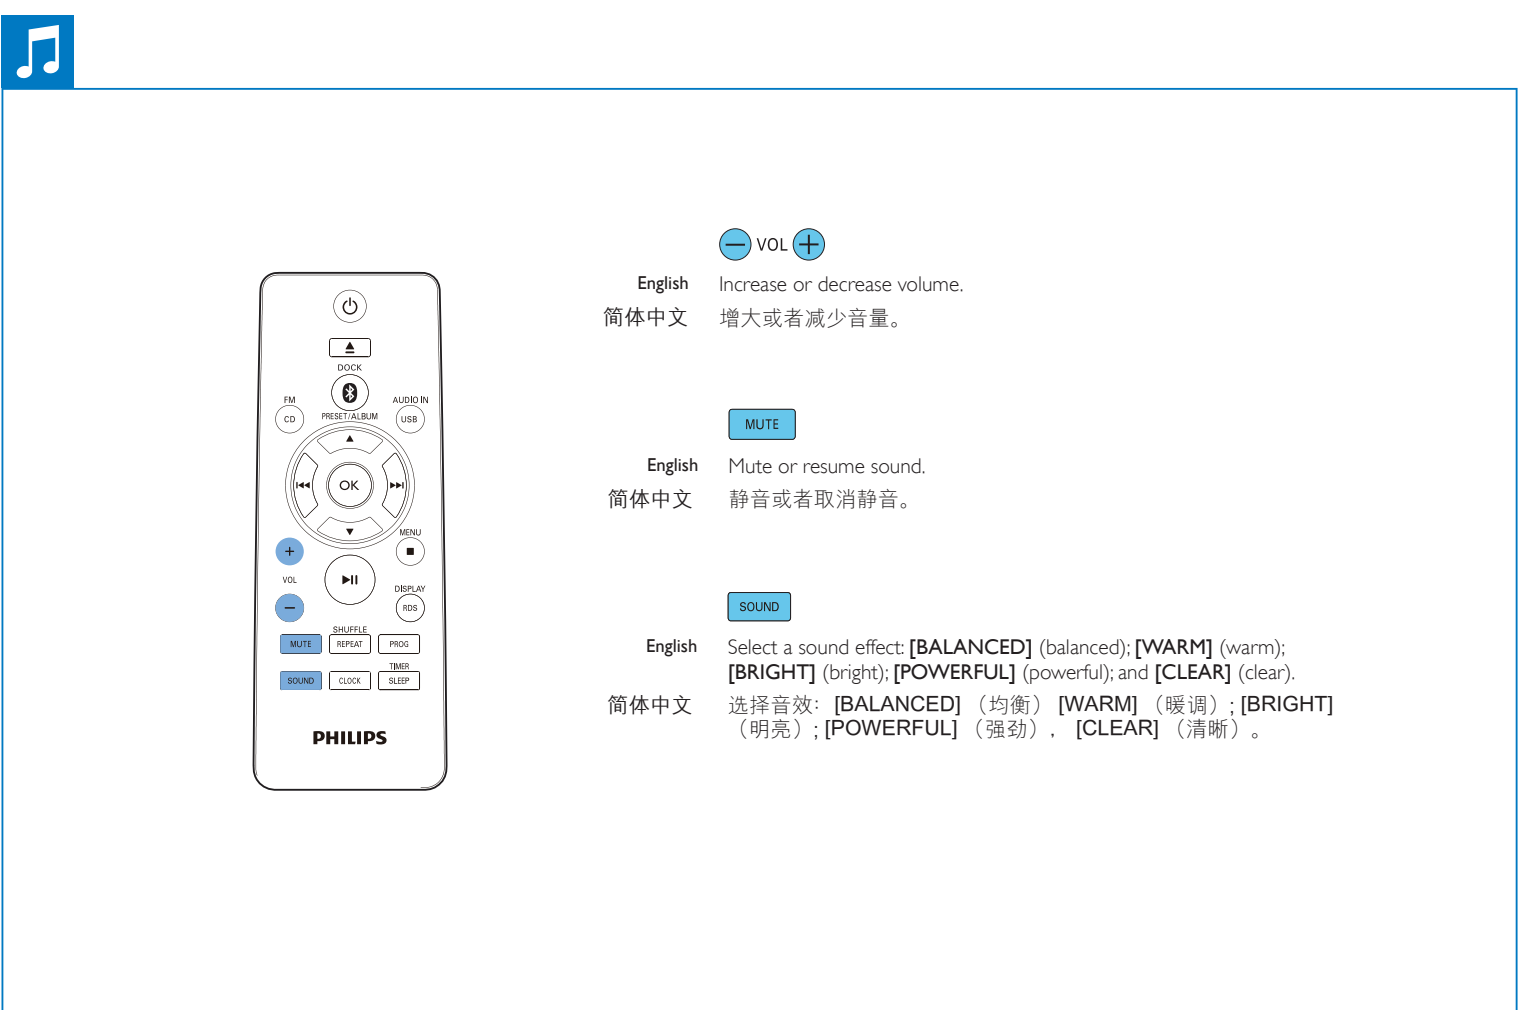 DOCK
FM
AUDIO IN
CD
PRESET/ALBUM
USB
OK
MENU
VOL
DISPLAY
RDS
SHUFFLE
MUTE
REPEAT
PROG
TIMER
SOUND
CLOCK
SLEEP
PHILIPS
VOL
English Increase or decrease volume.
简体中文 增大或者减少音量。
MUTE
English Mute or resume sound.
简体中文 静音或者取消静音。
SOUND
English Select a sound effect: [BALANCED] (balanced); [WARM] (warm);
[BRIGHT] (bright); [POWERFUL] (powerful); and [CLEAR] (clear).
简体中文 选择音效: [BALANCED] （均衡） [WARM] （暖调）; [BRIGHT]
（明亮）; [POWERFUL] （强劲）， [CLEAR] （清晰）。